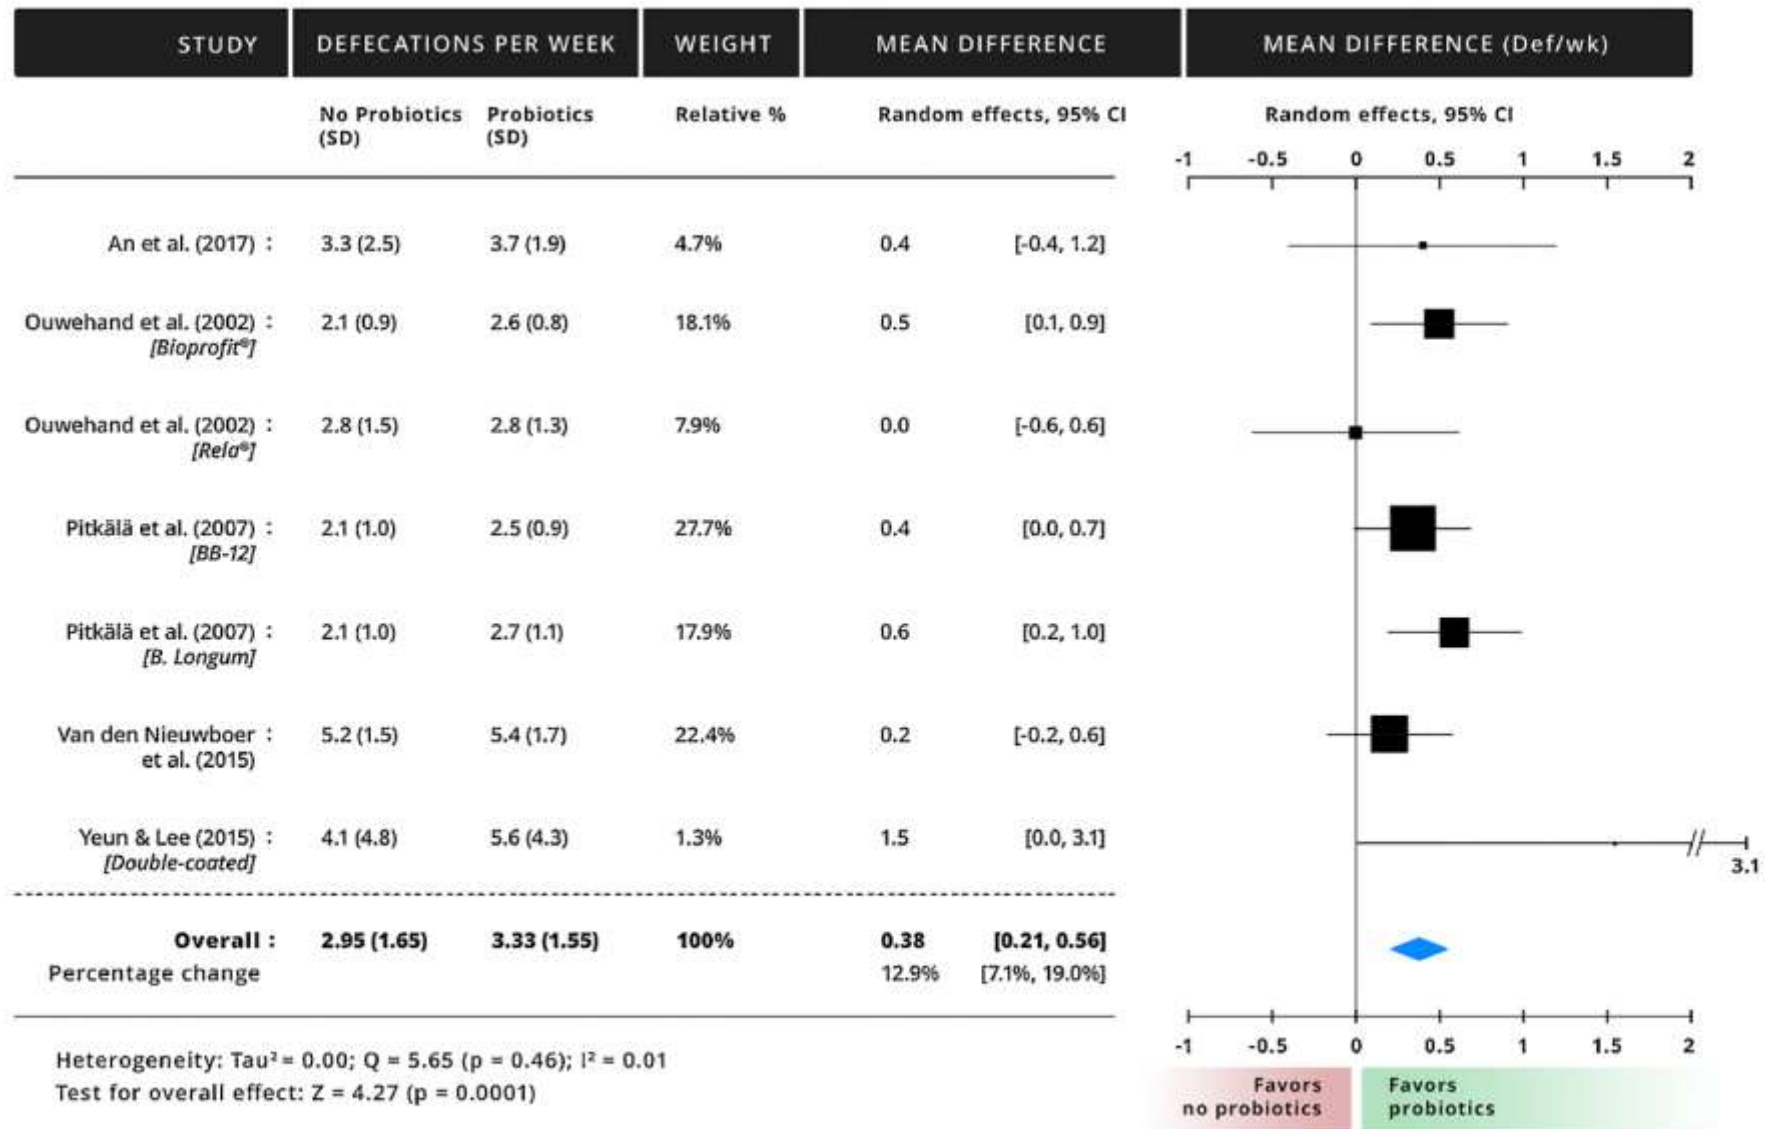 STUDY DEFECATIONS PER WEEK WEIGHT MEAN DIFFERENCE MEAN DIFFERENCE (Def/wk)
No Probiotics (SD) Probiotics (SD) Relative % Random effects, 95% CI Random effects, 95% CI
-1 -0.5 0 0.5 1 1.5 2
An et al. (2017) : 3.3 (2.5) 3.7 (1.9) 4.7% 0.4 [-0.4, 1.2]
Ouwehand et al. (2002) : 2.1 (0.9) 2.6 (0.8) 18.1% 0.5 [0.1, 0.9]
[Bioprofit®]
Ouwehand et al. (2002) : 2.8 (1.5) 2.8 (1.3) 7.9% 0.0 [-0.6, 0.6]
[Rela®]
Pitkälä et al. (2007) : 2.1 (1.0) 2.5 (0.9) 27.7% 0.4 [0.0, 0.7]
[BB-12]
Pitkälä et al. (2007) : 2.1 (1.0) 2.7 (1.1) 17.9% 0.6 [0.2, 1.0]
[B. Longum]
Van den Nieuwboer : 5.2 (1.5) 5.4 (1.7) 22.4% 0.2 [-0.2, 0.6]
et al. (2015)
Yeun & Lee (2015) : 4.1 (4.8) 5.6 (4.3) 1.3% 1.5 [0.0, 3.1]
[Double-coated] 3.1
Overall : 2.95 (1.65) 3.33 (1.55) 100% 0.38 [0.21, 0.56]
Percentage change 12.9% [7.1%, 19.0%]
-1 -0.5 0 0.5 1 1.5 2
Heterogeneity: Tau² = 0.00; Q = 5.65 (p = 0.46); I² = 0.01
Test for overall effect: Z = 4.27 (p = 0.0001)
Favors no probiotics
Favors probiotics